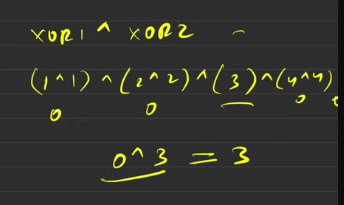 XOR1 ^ XOR2 =
(1^1) ^ (2^2) ^ (3) ^ (4^4)
0 0 0
0^3 = 3